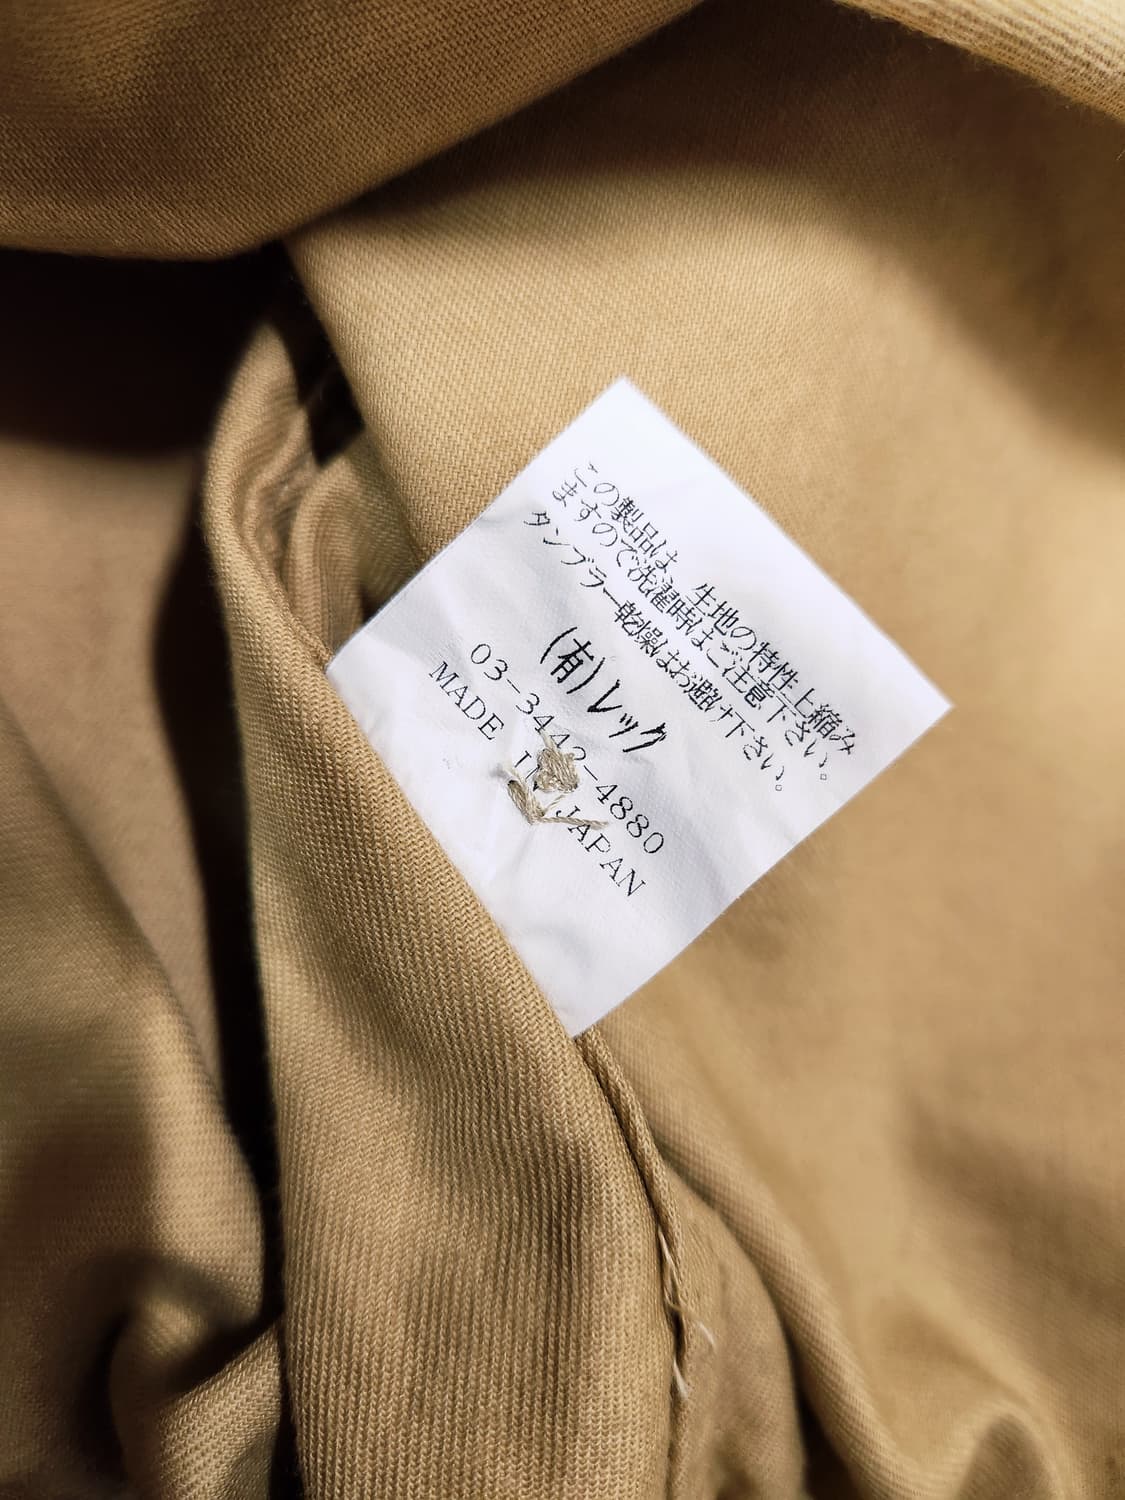 この製品は、生地の特性上縮み
ますので洗濯時はご注意下さい。
タンブラー乾燥はお避け下さい。
(有)レック
03-3442-4880
MADE IN JAPAN